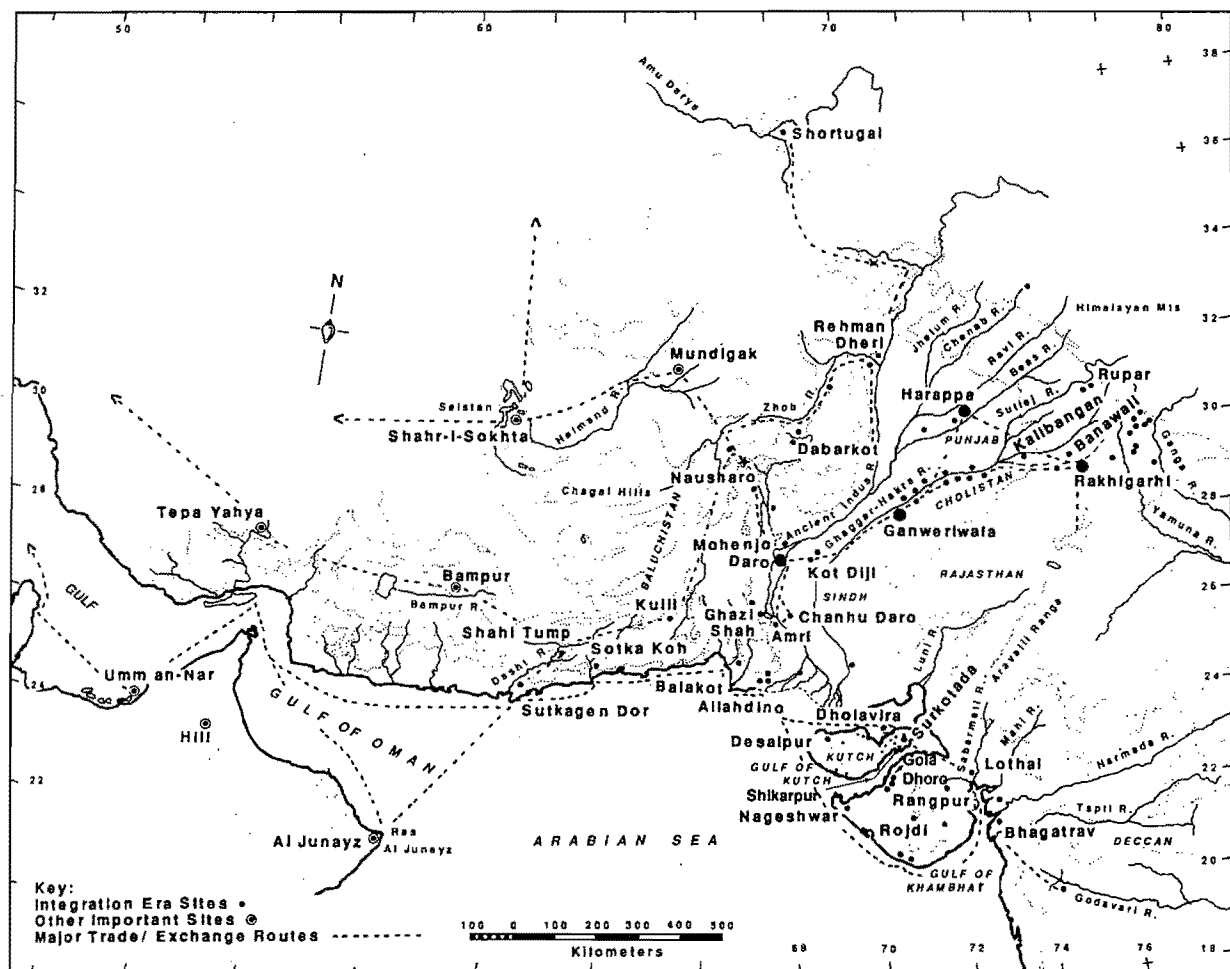 50
60
70
80
38
Amu Darya
Shortugai
36
34
N
32
Rehman
Dheri
Jhelum R.
Chenab R.
Ravi R.
Beas R.
Himalayan Mts
32
Mundigak
Harappa
Rupar
30
Seistan
Helmand R.
Zhob R.
Sutlej R.
30
Shahr-I-Sokhta
PUNJAB
Kalibangan
Banawali
Dabarkot
Ganga R.
28
Chagai Hills
Nausharo
Ancient Indus R.
Ghaggar-Hakra R.
CHOLISTAN
Rakhigarhi
28
Tepa Yahya
BALUCHISTAN
Ganweriwala
Yamuna R.
Mohenjo
Daro
Kot Diji
RAJASTHAN
26
Bampur
Bampur R.
SINDH
GULF
Kulli
Ghazi
Shah
Chanhu Daro
Amri
Shahi Tump
Dasht R.
Sotka Koh
Luni R.
Aravalli Range
Umm an-Nar
Balakot
24
Sutkagen Dor
Allahdino
Dholavira
Surkotada
Sabarmati R.
Mahi R.
Hili
GULF OF OMAN
Desalpur
KUTCH
Narmada R.
22
GULF OF
KUTCH
Gola
Dhoro
Lothal
22
Shikarpur
Rangpur
Tapti R.
Nageshwar
Al Junayz
Ras
Al Junayz
ARABIAN SEA
Rojdi
Bhagatrav
DECCAN
20
GULF OF
KHAMBHAT
Godavari R.
Key:
Integration Era Sites
Other Important Sites
Major Trade/ Exchange Routes
100 0 100 200 300 400 500
Kilometers
68
70
72
74
76
18